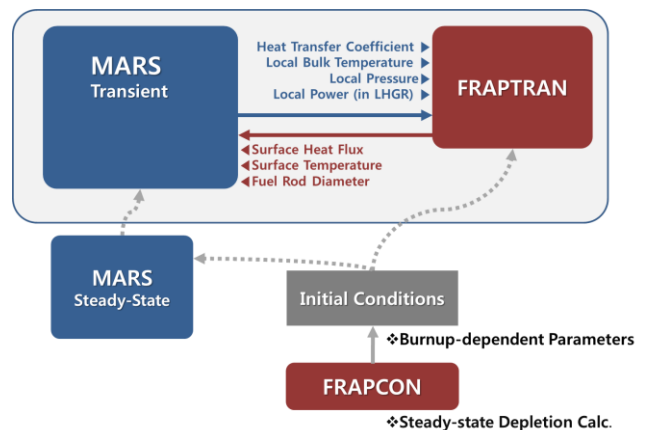 MARS
Transient
Heat Transfer Coefficient ▶
Local Bulk Temperature ▶
Local Pressure ▶
Local Power (in LHGR) ▶
FRAPTRAN
◀Surface Heat Flux
◀Surface Temperature
◀Fuel Rod Diameter
MARS
Steady-State
Initial Conditions
❖Burnup-dependent Parameters
FRAPCON
❖Steady-state Depletion Calc.